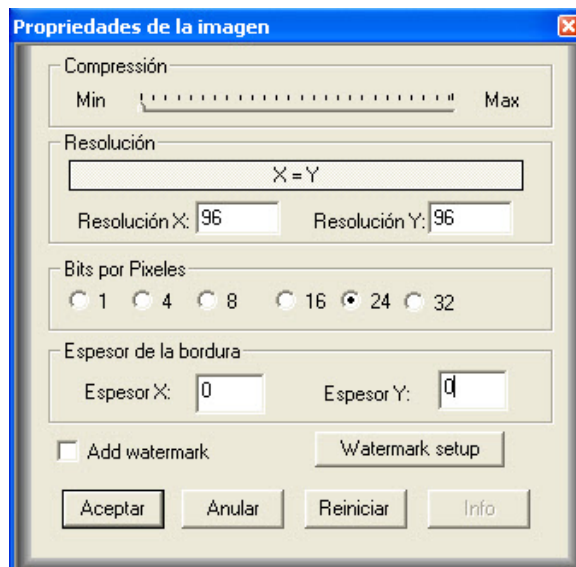 Propriedades de la imagen
Compressión
Min Max
Resolución
X = Y
Resolución X: 96 Resolución Y: 96
Bits por Pixeles
1 4 8 16 24 32
Espesor de la bordura
Espesor X: 0 Espesor Y: 0
Add watermark Watermark setup
Aceptar Anular Reiniciar Info